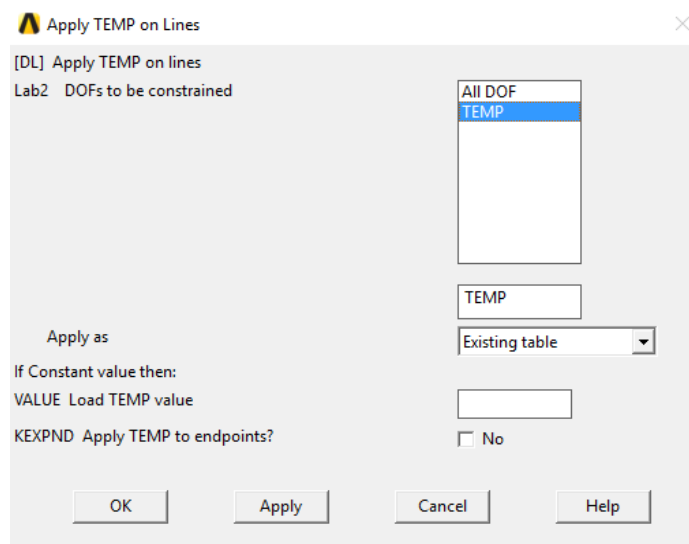 Apply TEMP on Lines
[DL] Apply TEMP on lines
Lab2 DOFs to be constrained
All DOF
TEMP
TEMP
Apply as
Existing table
If Constant value then:
VALUE Load TEMP value
KEXPND Apply TEMP to endpoints?
No
OK
Apply
Cancel
Help